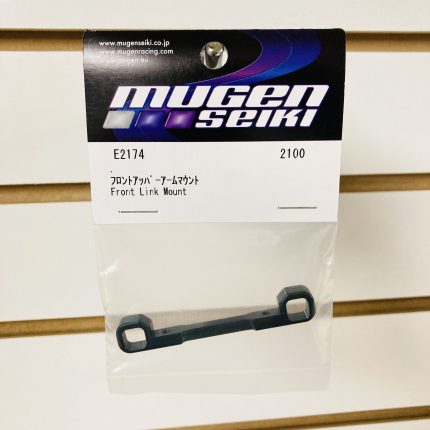 www.mugenseiki.co.jp
www.mugenracing.com
www.mugen.eu
MUGEN
SEIKI
E2174 2100
フロントアッパーアームマウント
Front Link Mount